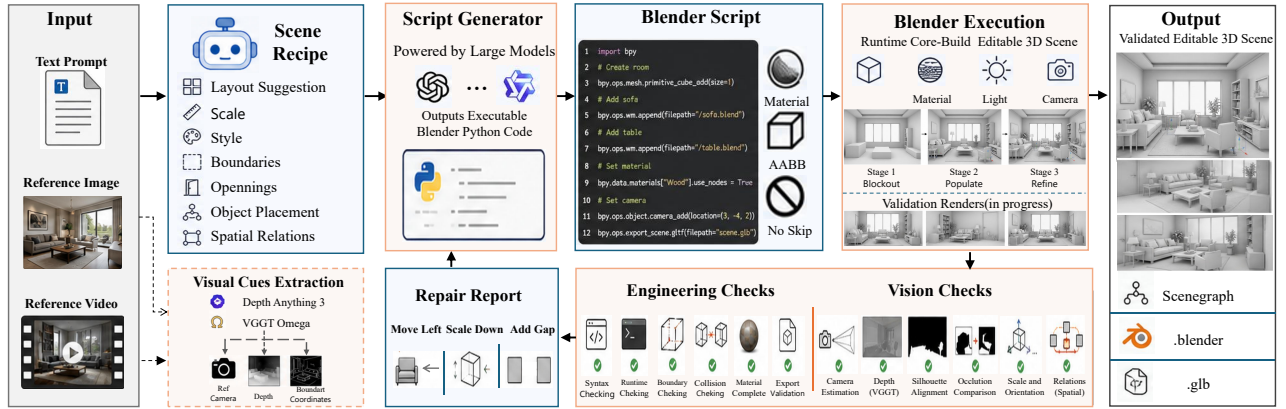 Input
Text Prompt
T
Reference Image
Reference Video
Scene
Recipe
Layout Suggestion
Scale
Style
Boundaries
Opennings
Object Placement
Spatial Relations
Visual Cues Extraction
Depth Anything 3
VGGT Omega
Ref
Camera
Depth
Boundart
Coordinates
Script Generator
Powered by Large Models
...
Outputs Executable
Blender Python Code
Blender Script
1 import bpy
2 # Create room
3 bpy.ops.mesh.primitive_cube_add(size=1)
4 # Add sofa
5 bpy.ops.wm.append(filepath="/sofa.blend")
6 # Add table
7 bpy.ops.wm.append(filepath="/table.blend")
8 # Set material
9 bpy.data_materials["Wood"].use_nodes = True
10 # Set camera
11 bpy.ops.object.camera_add(location=(3, -4, 2))
12 bpy.ops.export_scene.gltf(filepath="scene.glb")
Material
AABB
No Skip
Blender Execution
Runtime Core-Build Editable 3D Scene
Material
Light
Camera
Stage 1
Blockout
Stage 2
Populate
Stage 3
Refine
Validation Renders(in progress)
Output
Validated Editable 3D Scene
Scenegraph
.blender
.glb
Repair Report
Move Left Scale Down Add Gap
Engineering Checks
Syntax
Checking
Runtime
Cheking
Boundary
Cheking
Collision
Cheking
Material
Complete
Export
Validation
Vision Checks
Camera
Estimation
Depth
(VGGT)
Silhouette
Alignment
Occlution
Comparison
Scale and
Orientation
Relations
(Spatial)